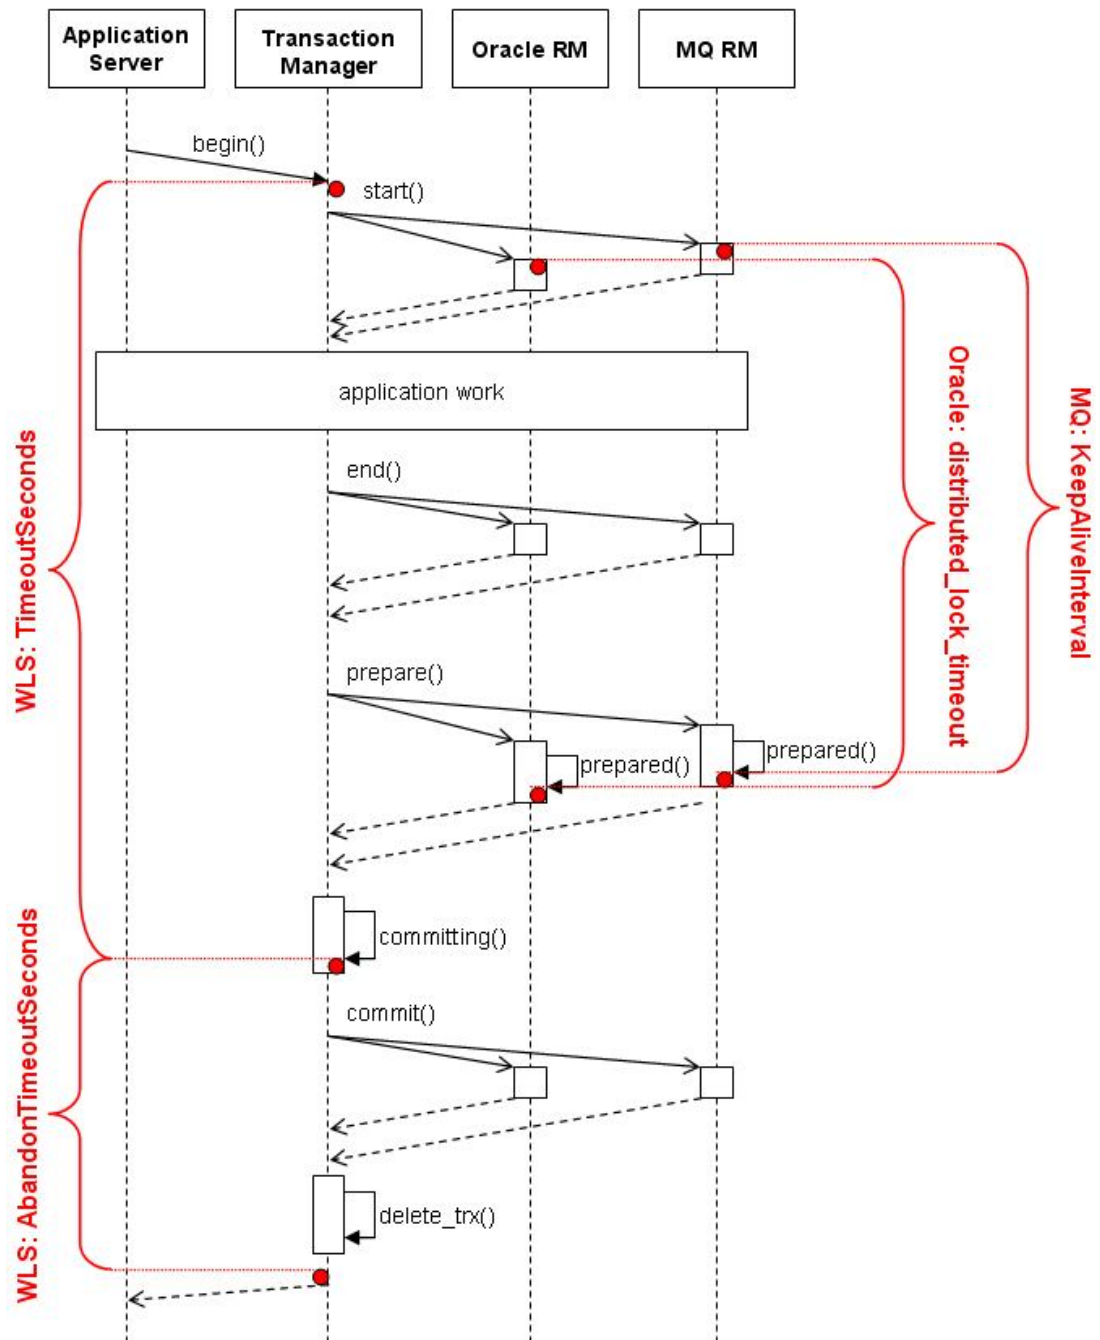 Application
Server
Transaction
Manager
Oracle RM
MQ RM
begin()
start()
application work
end()
prepare()
prepared()
prepared()
committing()
commit()
delete_trx()
WLS: TimeoutSeconds
WLS: AbandonTimeoutSeconds
Oracle: distributed_lock_timeout
MQ: KeepAliveInterval